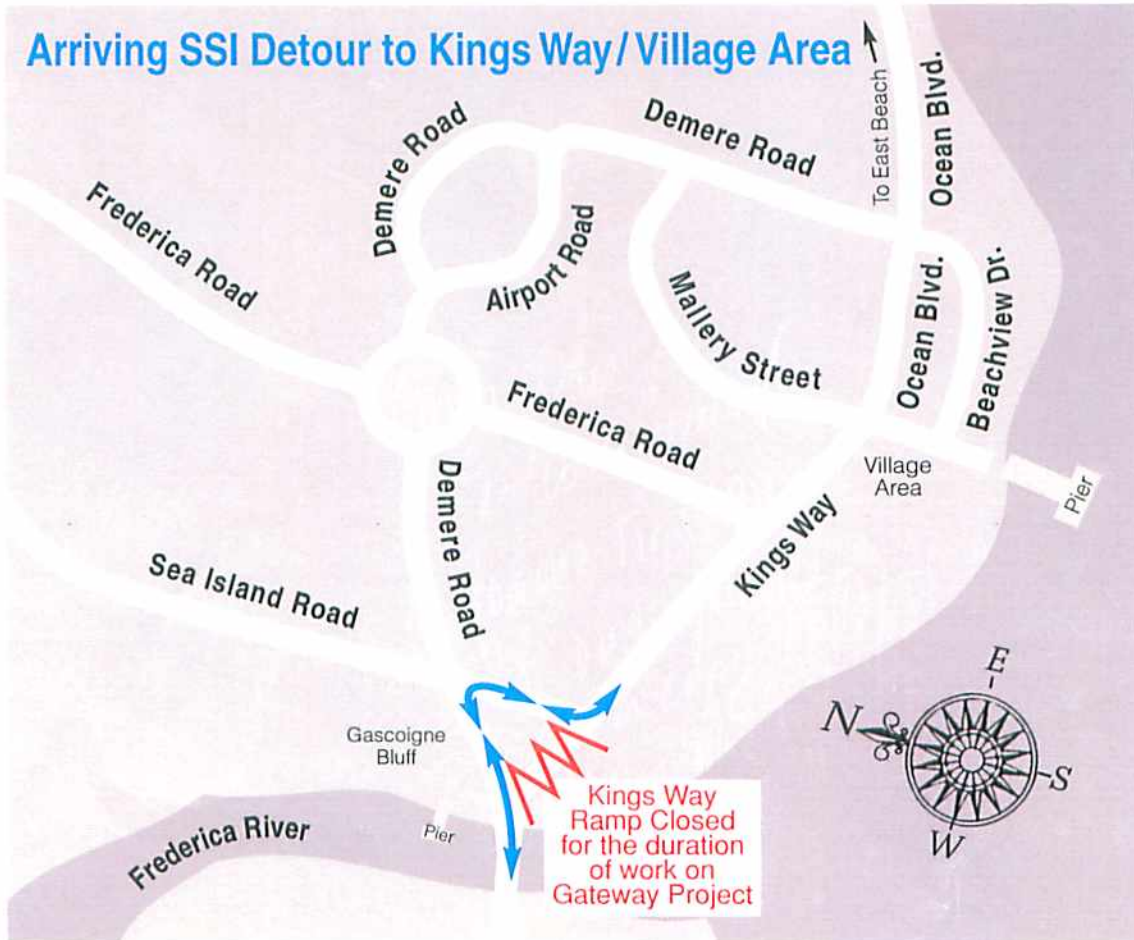 Arriving SSI Detour to Kings Way/Village Area
To East Beach
Ocean Blvd.
Demere Road
Demere Road
Frederica Road
Airport Road
Mallery Street
Ocean Blvd.
Beachview Dr.
Frederica Road
Village
Area
Pier
Demere Road
Kings Way
Sea Island Road
Gascoigne
Bluff
Pier
Frederica River
Kings Way
Ramp Closed
for the duration
of work on
Gateway Project
E
N
S
W